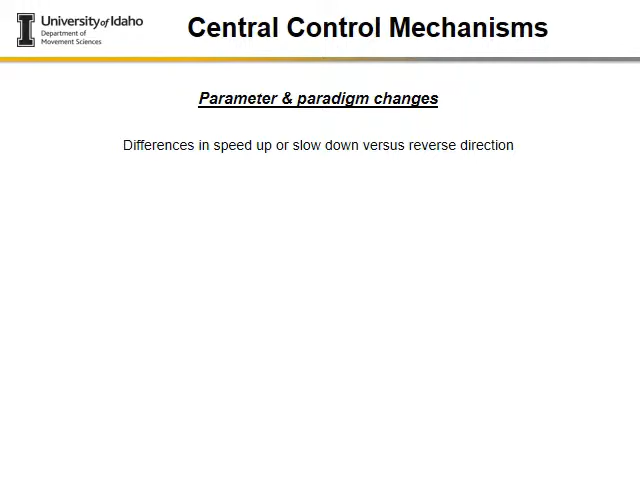 University of Idaho
Department of
Movement Sciences
Central Control Mechanisms
Parameter & paradigm changes
Differences in speed up or slow down versus reverse direction